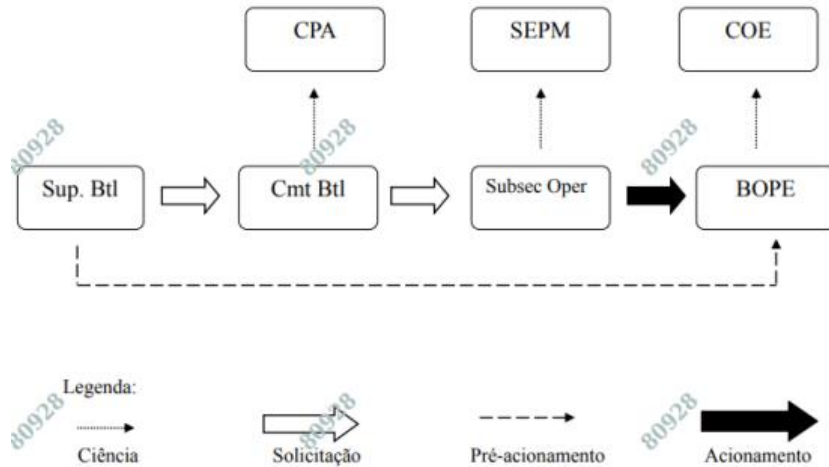 CPA SEPM COE
80928 80928 80928
Sup. Btl Cmt Btl Subsec Oper BOPE
Legenda:
80928 80928 80928
Ciência Solicitação Pré-acionamento Acionamento